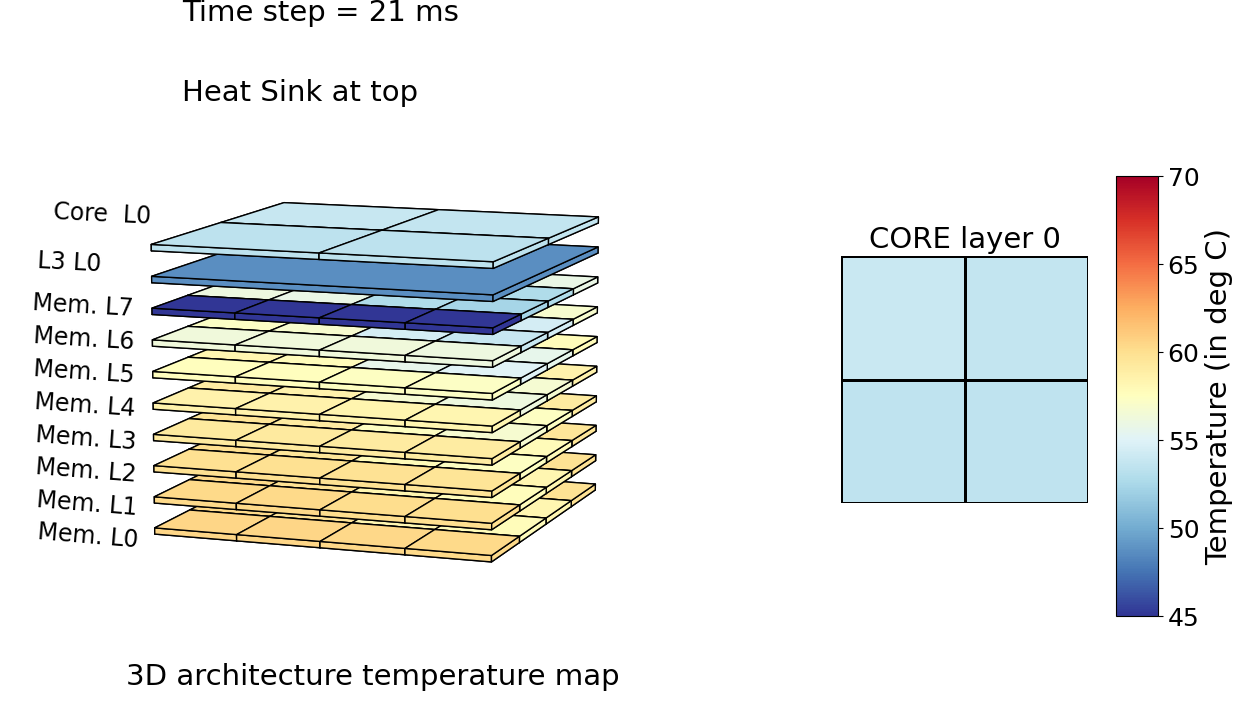 Time step = 21 ms
Heat Sink at top
Core  L0
L3 L0
Mem. L7
Mem. L6
Mem. L5
Mem. L4
Mem. L3
Mem. L2
Mem. L1
Mem. L0
3D architecture temperature map
CORE layer 0
70
65
60
55
50
45
Temperature (in deg C)